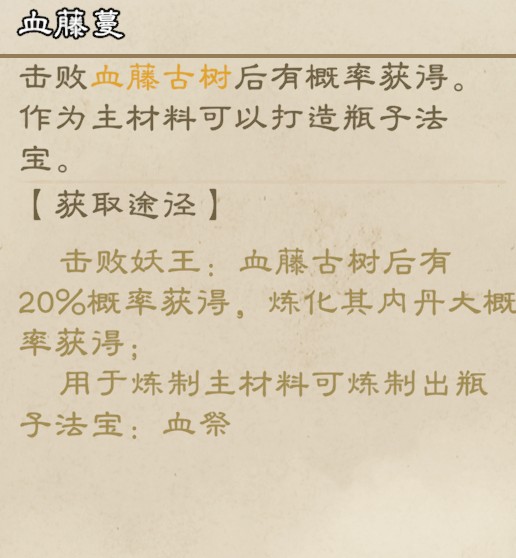 血藤蔓
击败血藤古树后有概率获得。
作为主材料可以打造瓶子法
宝。
【获取途径】
击败妖王：血藤古树后有
20%概率获得，炼化其内丹大概
率获得；
用于炼制主材料可炼制出瓶
子法宝：血祭